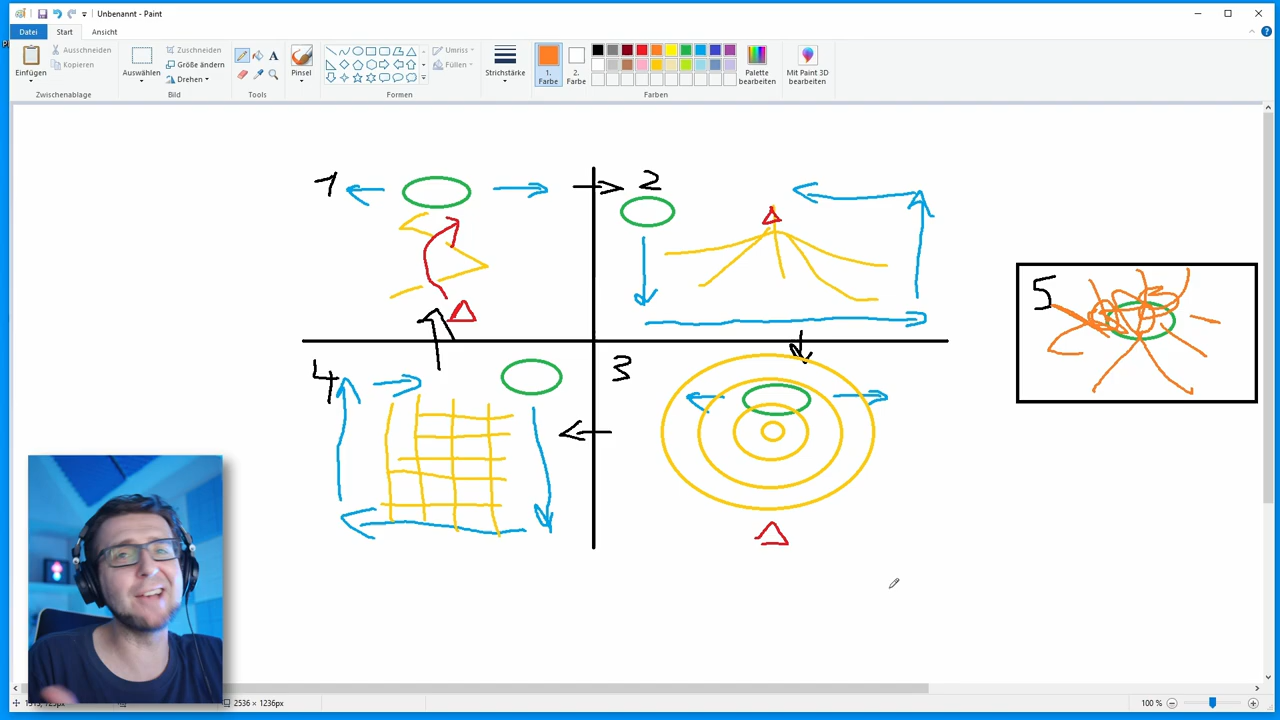 Unbenannt - Paint
Datei Start Ansicht
Einfügen
Ausschneiden
Kopieren
Zwischenablage
Auswählen
Zuschneiden
Größe ändern
Drehen
Bild
A
Tools
Pinsel
Umriss
Füllen
Formen
Strichstärke
1. Farbe
2. Farbe
Palette bearbeiten
Farben
Mit Paint 3D bearbeiten
1
2
3
4
5
2536 × 1236px
100 %